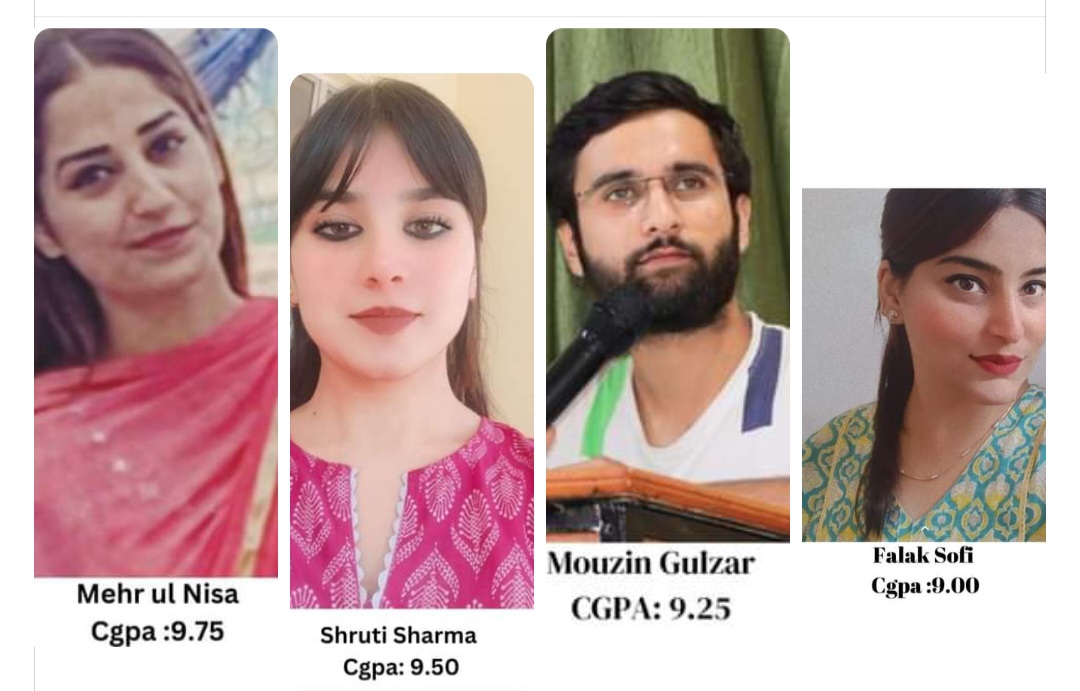 Mehr ul Nisa
Cgpa :9.75
Shruti Sharma
Cgpa: 9.50
Mouzin Gulzar
CGPA: 9.25
Falak Sofi
Cgpa :9.00